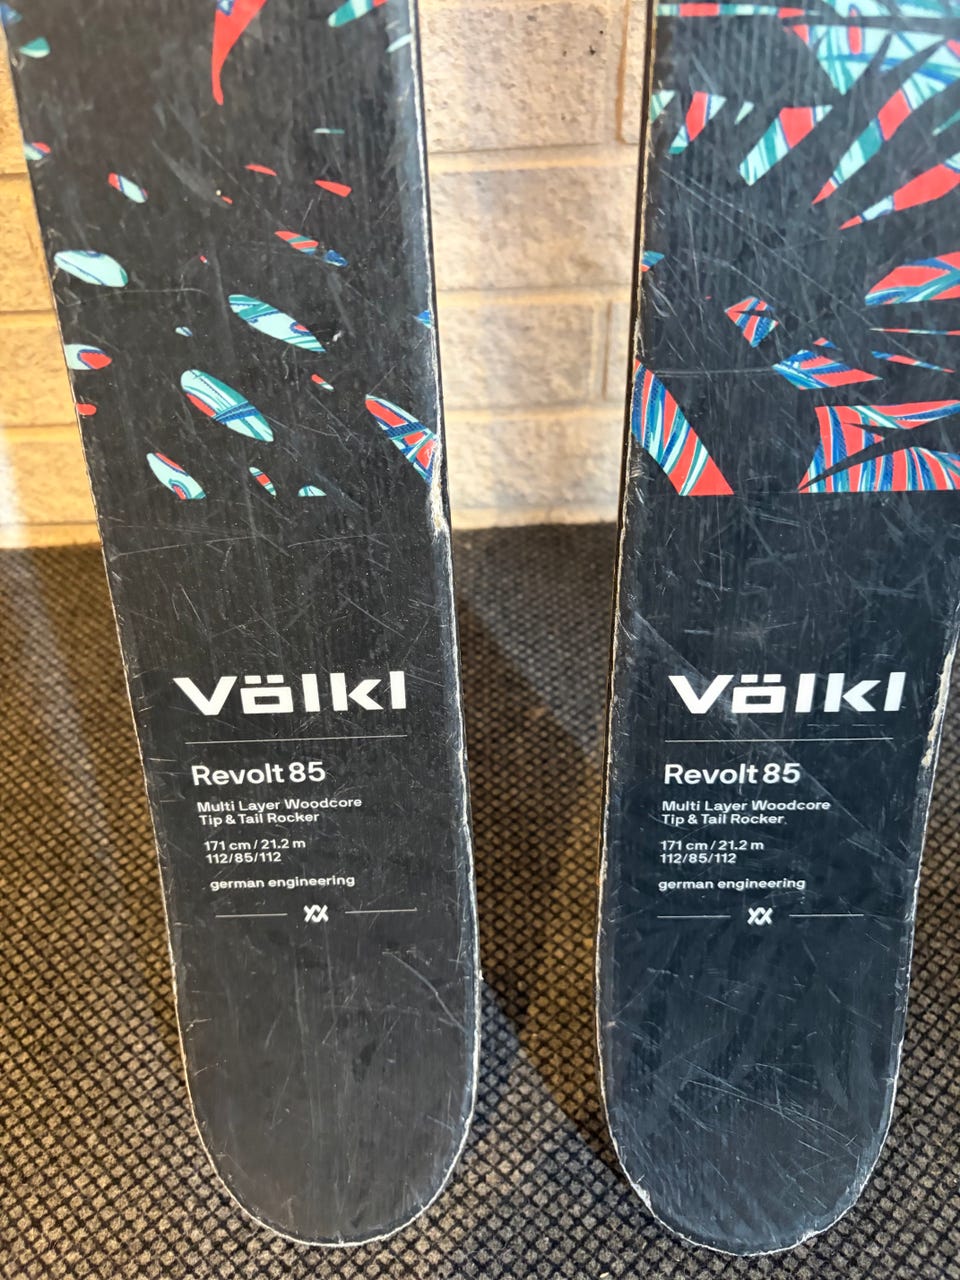 Völkl
Revolt 85
Multi Layer Woodcore
Tip & Tail Rocker
171 cm / 21.2 m
112/85/112
german engineering
Völkl
Revolt 85
Multi Layer Woodcore
Tip & Tail Rocker
171 cm / 21.2 m
112/85/112
german engineering